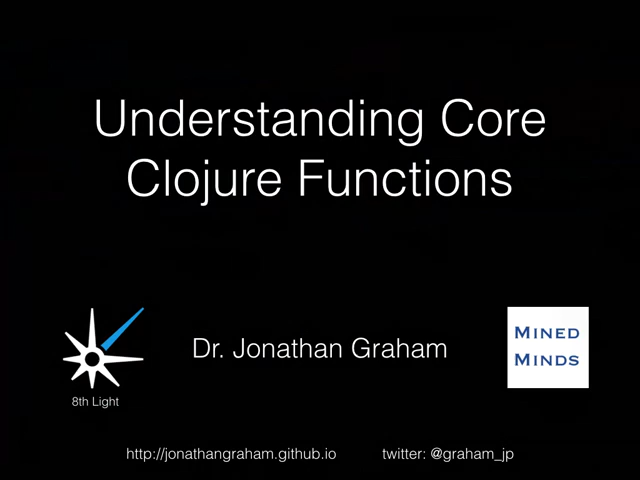 Understanding Core
Clojure Functions
Dr. Jonathan Graham
MINED
MINDS
8th Light
http://jonathangraham.github.io
twitter: @graham_jp